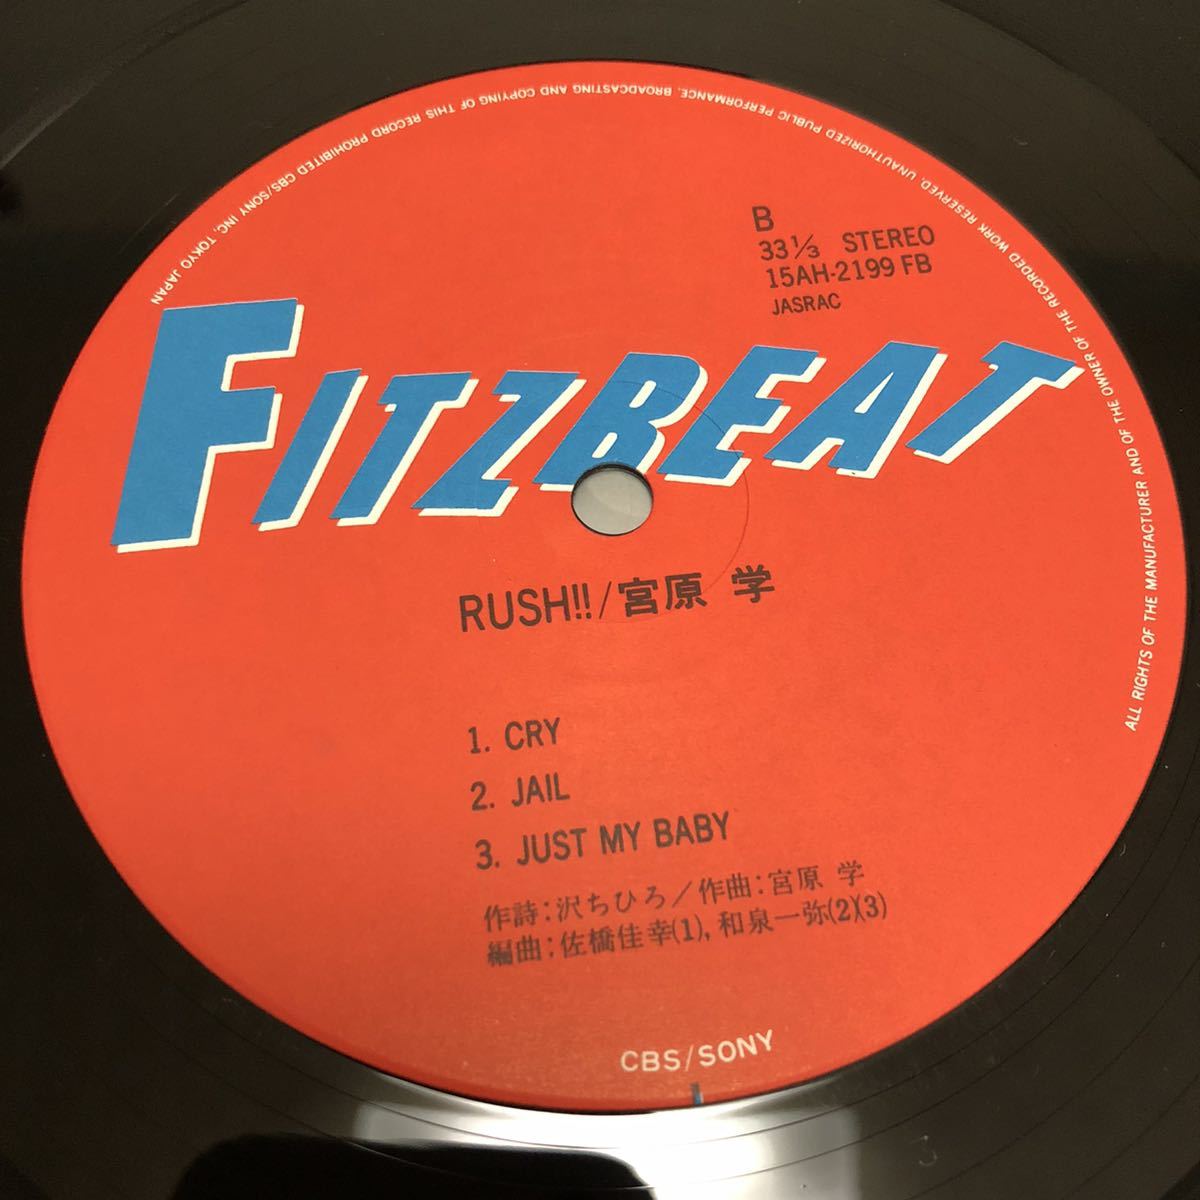 ALL RIGHTS OF THE MANUFACTURER AND OF THE OWNER OF THE RECORDED WORK RESERVED. UNAUTHORIZED PUBLIC PERFORMANCE, BROADCASTING AND COPYING OF THIS RECORD PROHIBITED CBS/SONY INC. TOKYO JAPAN
B
33⅓ STEREO
15AH-2199 FB
JASRAC
FITZBEAT
RUSH!!/宮原 学
1. CRY
2. JAIL
3. JUST MY BABY
作詩:沢ちひろ/作曲:宮原 学
編曲:佐橋佳幸(1), 和泉一弥(2)(3)
CBS/SONY